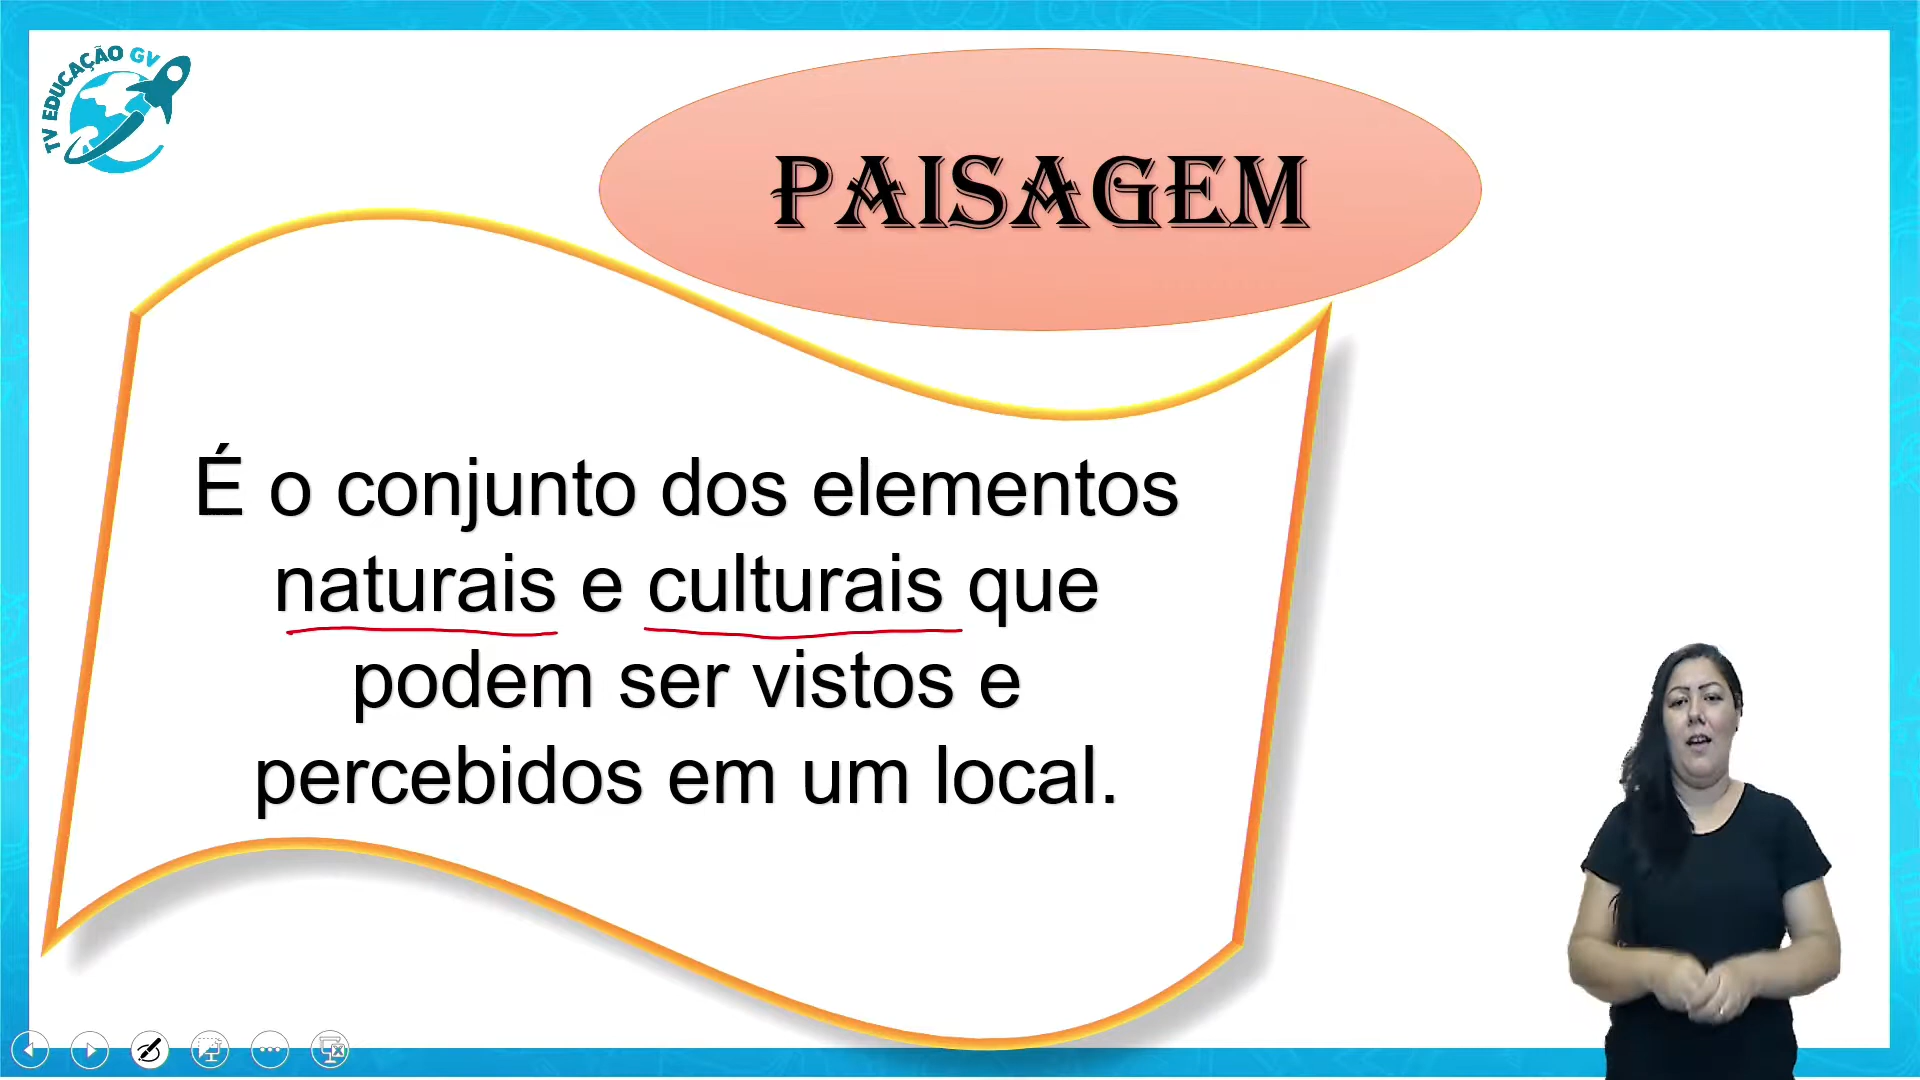 TV EDUCAÇÃO GV
PAISAGEM
É o conjunto dos elementos
naturais e culturais que
podem ser vistos e
percebidos em um local.